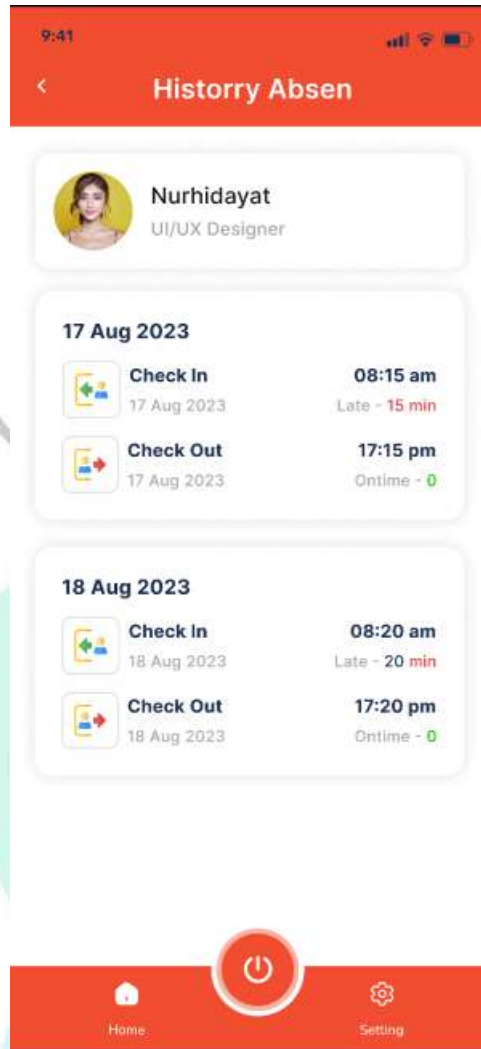 9:41
Historry Absen
Nurhidayat
UI/UX Designer
17 Aug 2023
Check In 08:15 am
17 Aug 2023 Late - 15 min
Check Out 17:15 pm
17 Aug 2023 Ontime - 0
18 Aug 2023
Check In 08:20 am
18 Aug 2023 Late - 20 min
Check Out 17:20 pm
18 Aug 2023 Ontime - 0
Home Setting